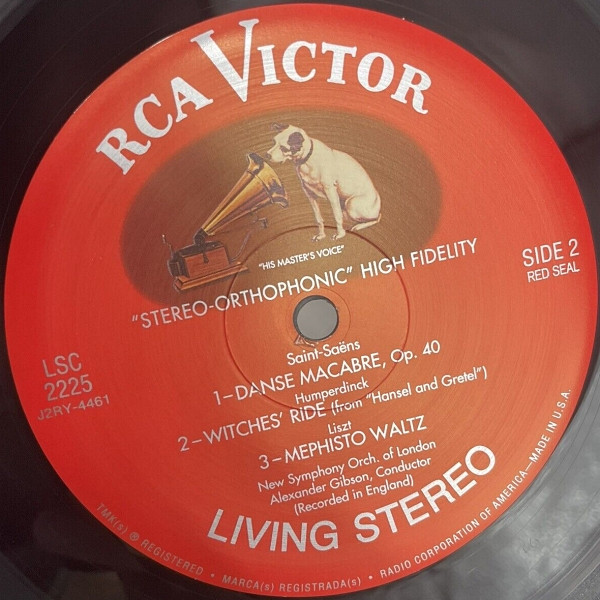 RCA VICTOR
"HIS MASTER'S VOICE"
"STEREO-ORTHOPHONIC" HIGH FIDELITY
SIDE 2
RED SEAL
LSC
2225
J2RY-4461
Saint-Saëns
1–DANSE MACABRE, Op. 40
Humperdinck
2–WITCHES' RIDE (from "Hansel and Gretel")
Liszt
3–MEPHISTO WALTZ
New Symphony Orch. of London
Alexander Gibson, Conductor
(Recorded in England)
LIVING STEREO
TMK(s) ® REGISTERED • MARCA(s) REGISTRADA(s) • RADIO CORPORATION OF AMERICA—MADE IN U.S.A.